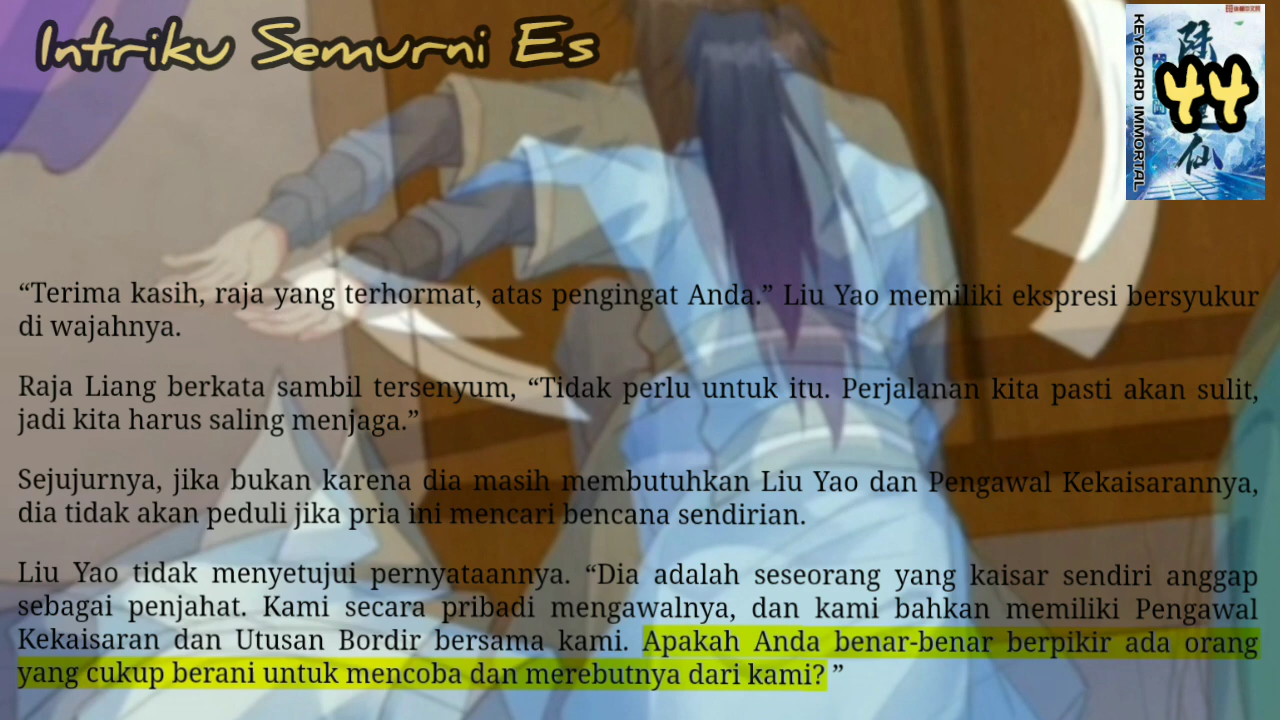 Intriku Semurni Es
KEYBOARD IMMORTAL
44
仙
“Terima kasih, raja yang terhormat, atas pengingat Anda.” Liu Yao memiliki ekspresi bersyukur
di wajahnya.
Raja Liang berkata sambil tersenyum, “Tidak perlu untuk itu. Perjalanan kita pasti akan sulit,
jadi kita harus saling menjaga.”
Sejujurnya, jika bukan karena dia masih membutuhkan Liu Yao dan Pengawal Kekaisarannya,
dia tidak akan peduli jika pria ini mencari bencana sendirian.
Liu Yao tidak menyetujui pernyataannya. “Dia adalah seseorang yang kaisar sendiri anggap
sebagai penjahat. Kami secara pribadi mengawalnya, dan kami bahkan memiliki Pengawal
Kekaisaran dan Utusan Bordir bersama kami. Apakah Anda benar-benar berpikir ada orang
yang cukup berani untuk mencoba dan merebutnya dari kami? ”